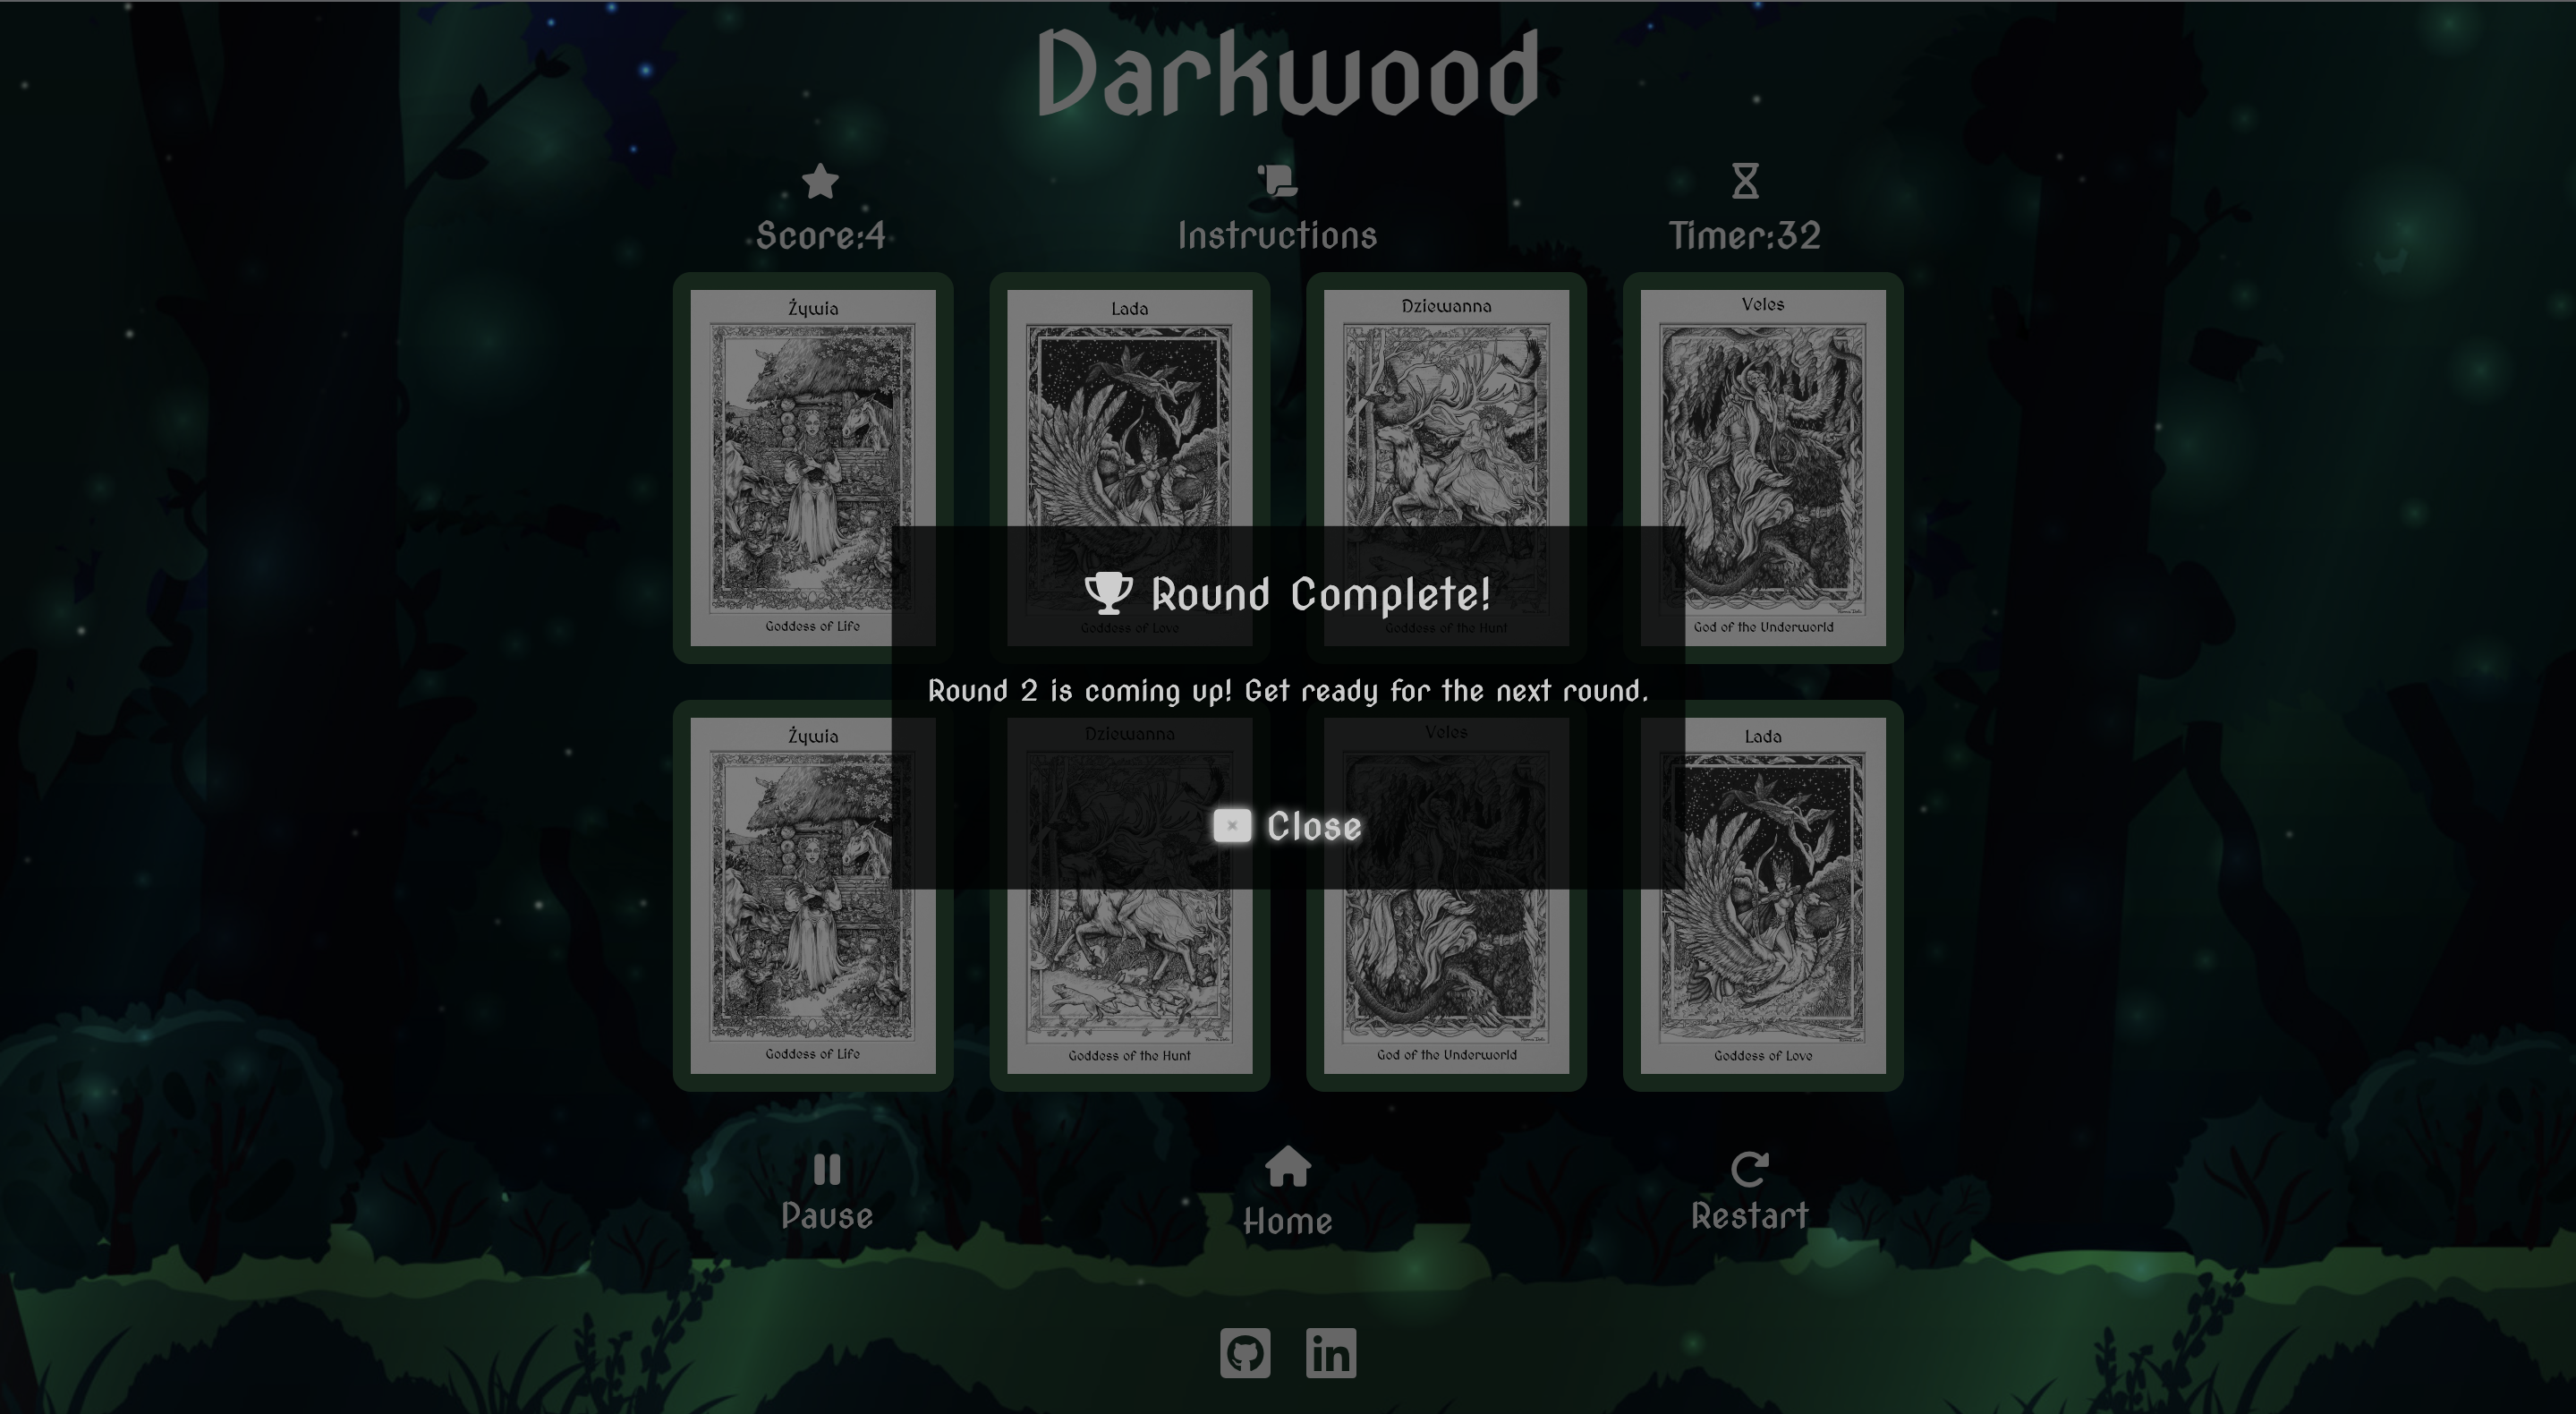 Darkwood
Score:4
Instructions
Timer:32
Żywia
Lada
Dziewanna
Veles
Goddess of Life
Goddess of Love
Goddess of the Hunt
God of the Underworld
Round Complete!
Round 2 is coming up! Get ready for the next round.
Żywia
Dziewanna
Veles
Lada
Close
Goddess of Life
Goddess of the Hunt
God of the Underworld
Goddess of Love
Pause
Home
Restart
in